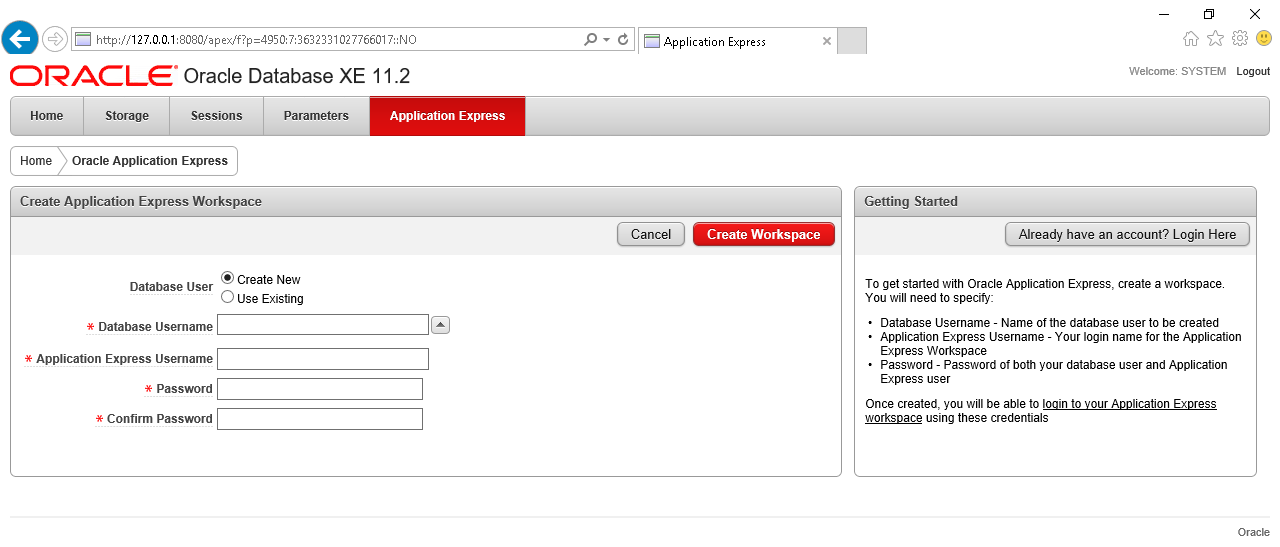 http://127.0.0.1:8080/apex/f?p=4950:7:3632331027766017::NO
Application Express
ORACLE Oracle Database XE 11.2
Welcome: SYSTEM Logout
Home Storage Sessions Parameters Application Express
Home Oracle Application Express
Create Application Express Workspace
Cancel Create Workspace
Database User
Create New
Use Existing
* Database Username
* Application Express Username
* Password
* Confirm Password
Getting Started
Already have an account? Login Here
To get started with Oracle Application Express, create a workspace.
You will need to specify:
• Database Username - Name of the database user to be created
• Application Express Username - Your login name for the Application
Express Workspace
• Password - Password of both your database user and Application
Express user
Once created, you will be able to login to your Application Express
workspace using these credentials
Oracle